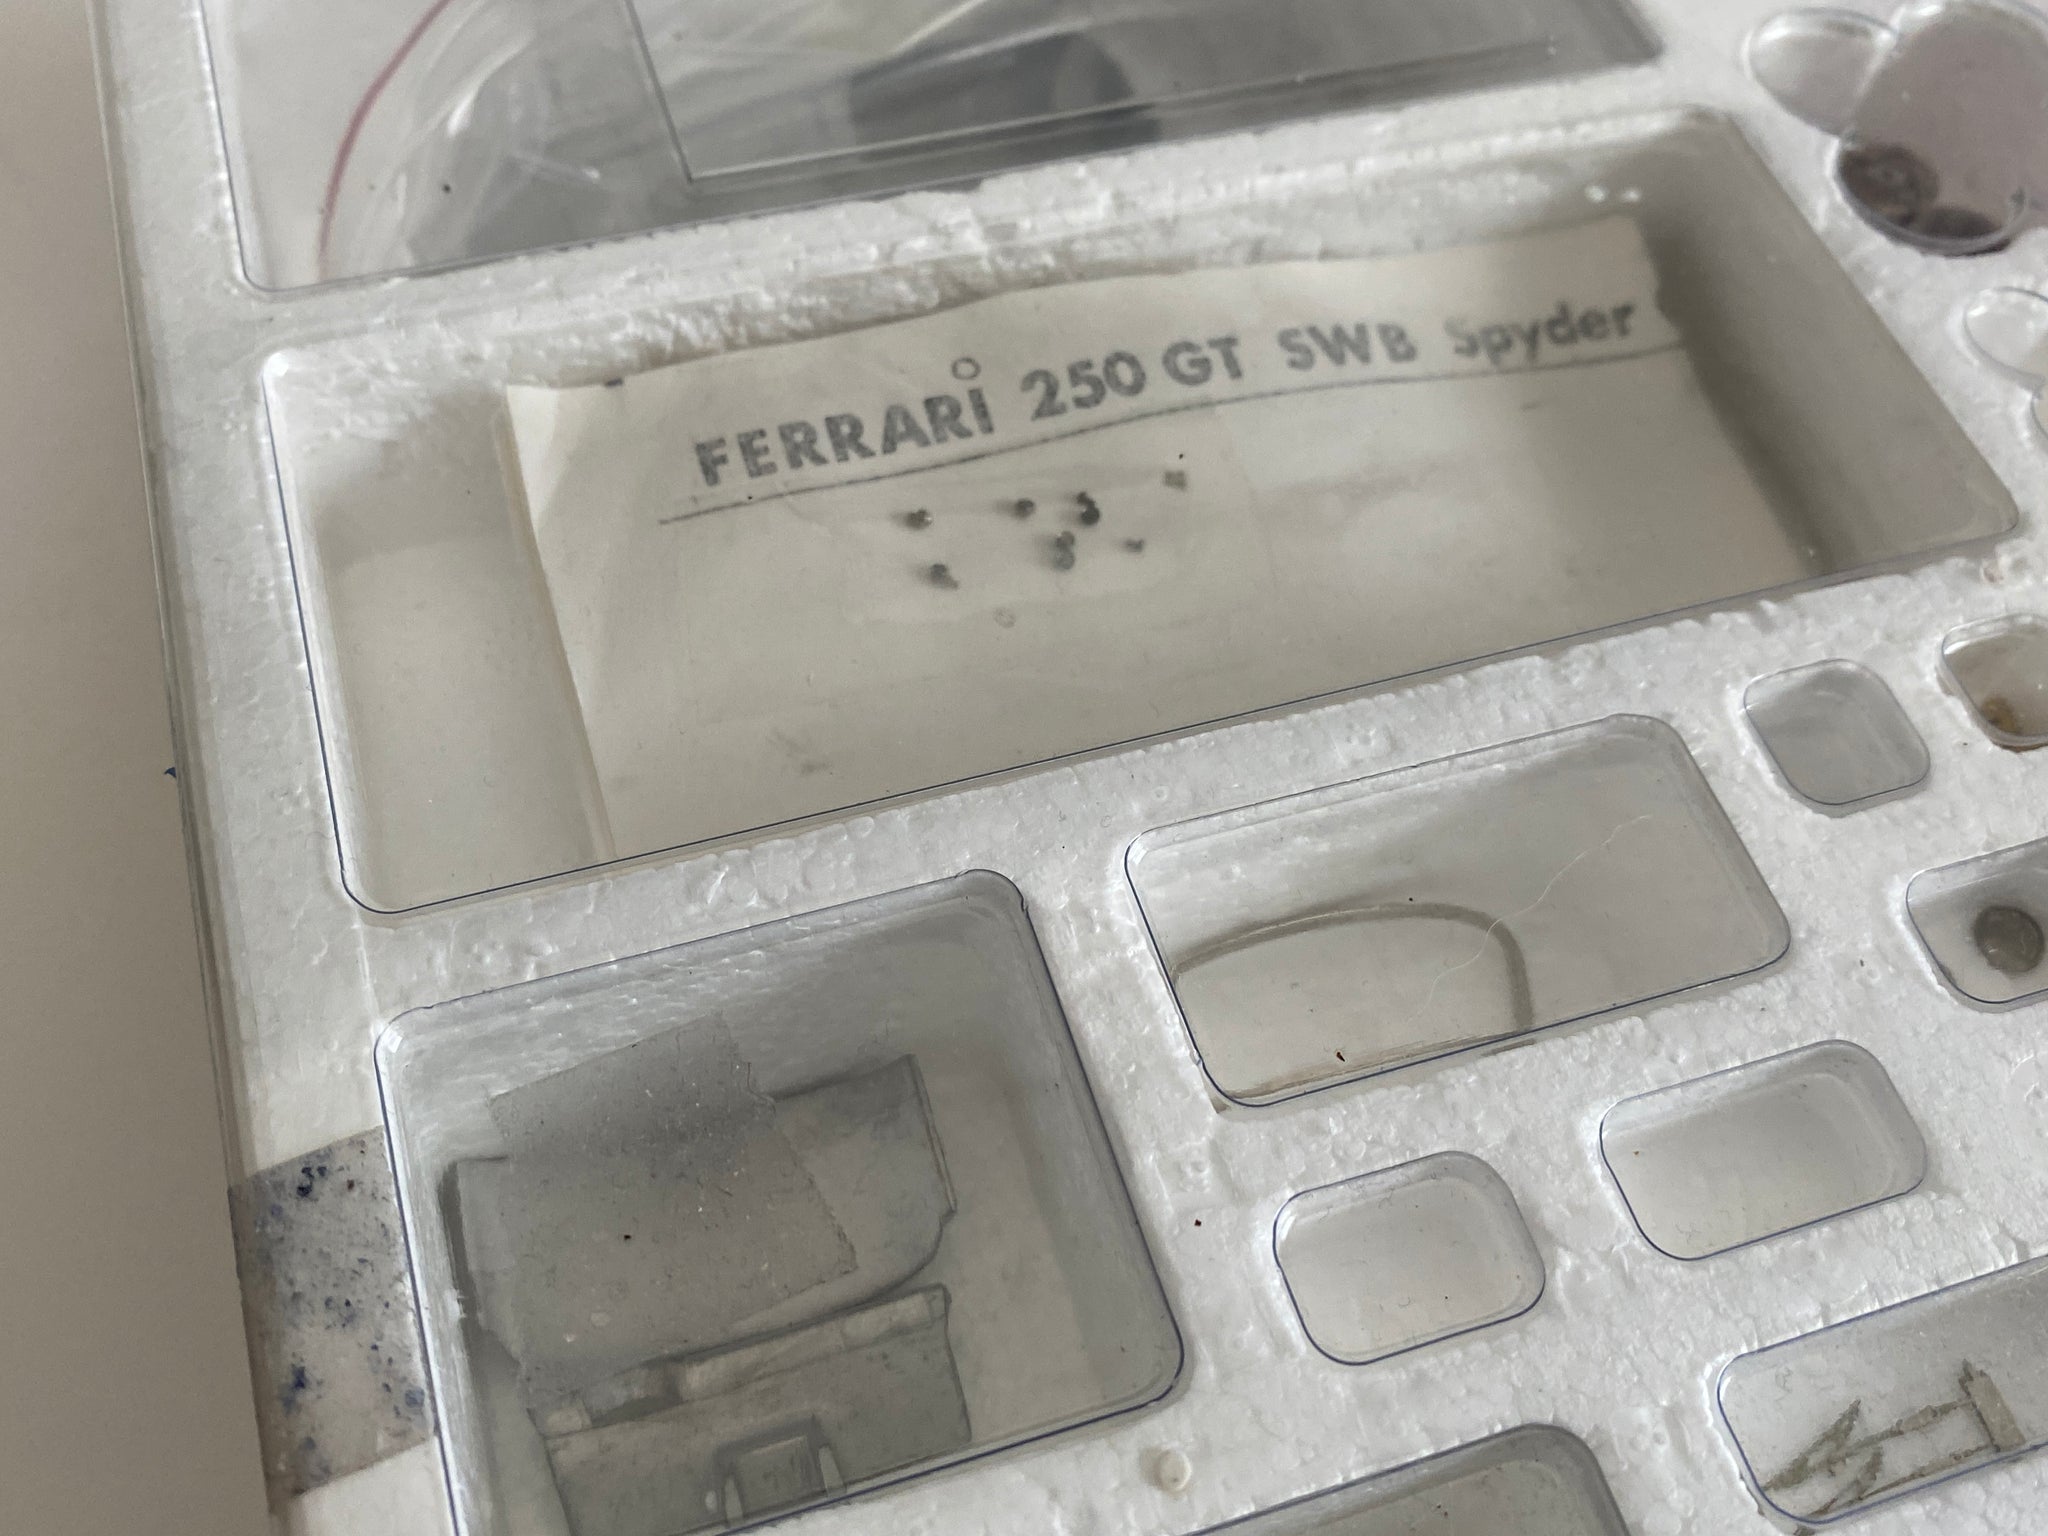 FERRARi 250 GT SWB Spyder